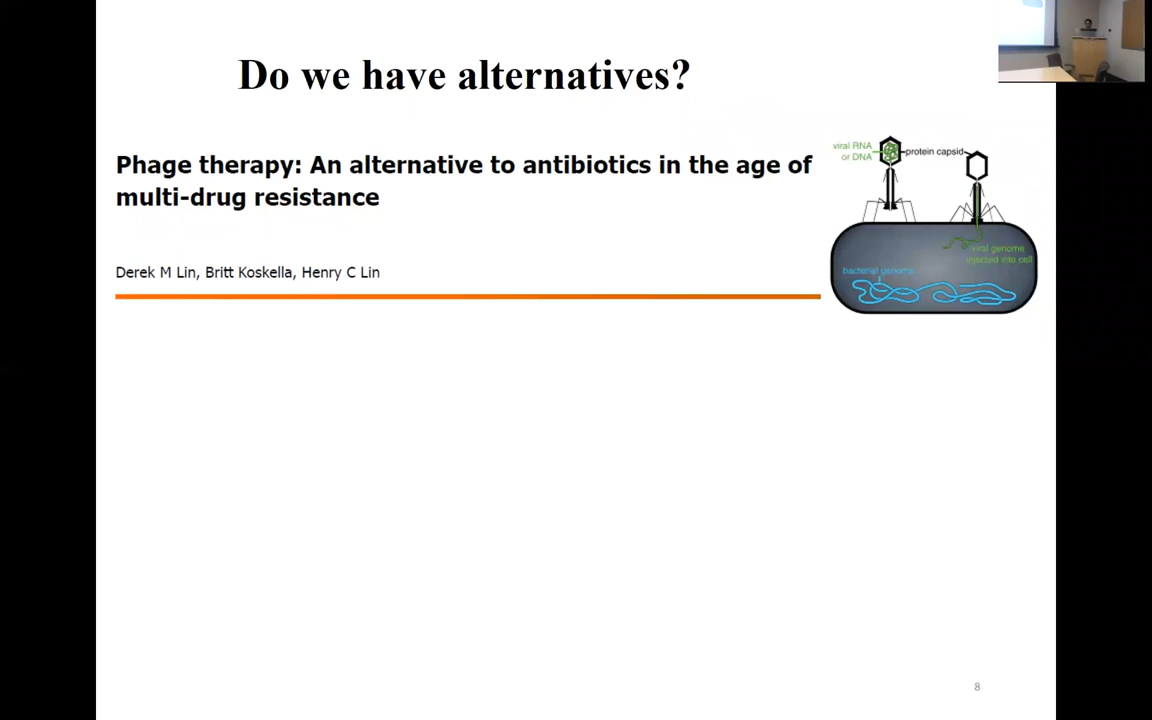 Do we have alternatives?
Phage therapy: An alternative to antibiotics in the age of
multi-drug resistance
Derek M Lin, Britt Koskella, Henry C Lin
viral RNA
or DNA
protein capsid
viral genome
injected into cell
bacterial genome
8